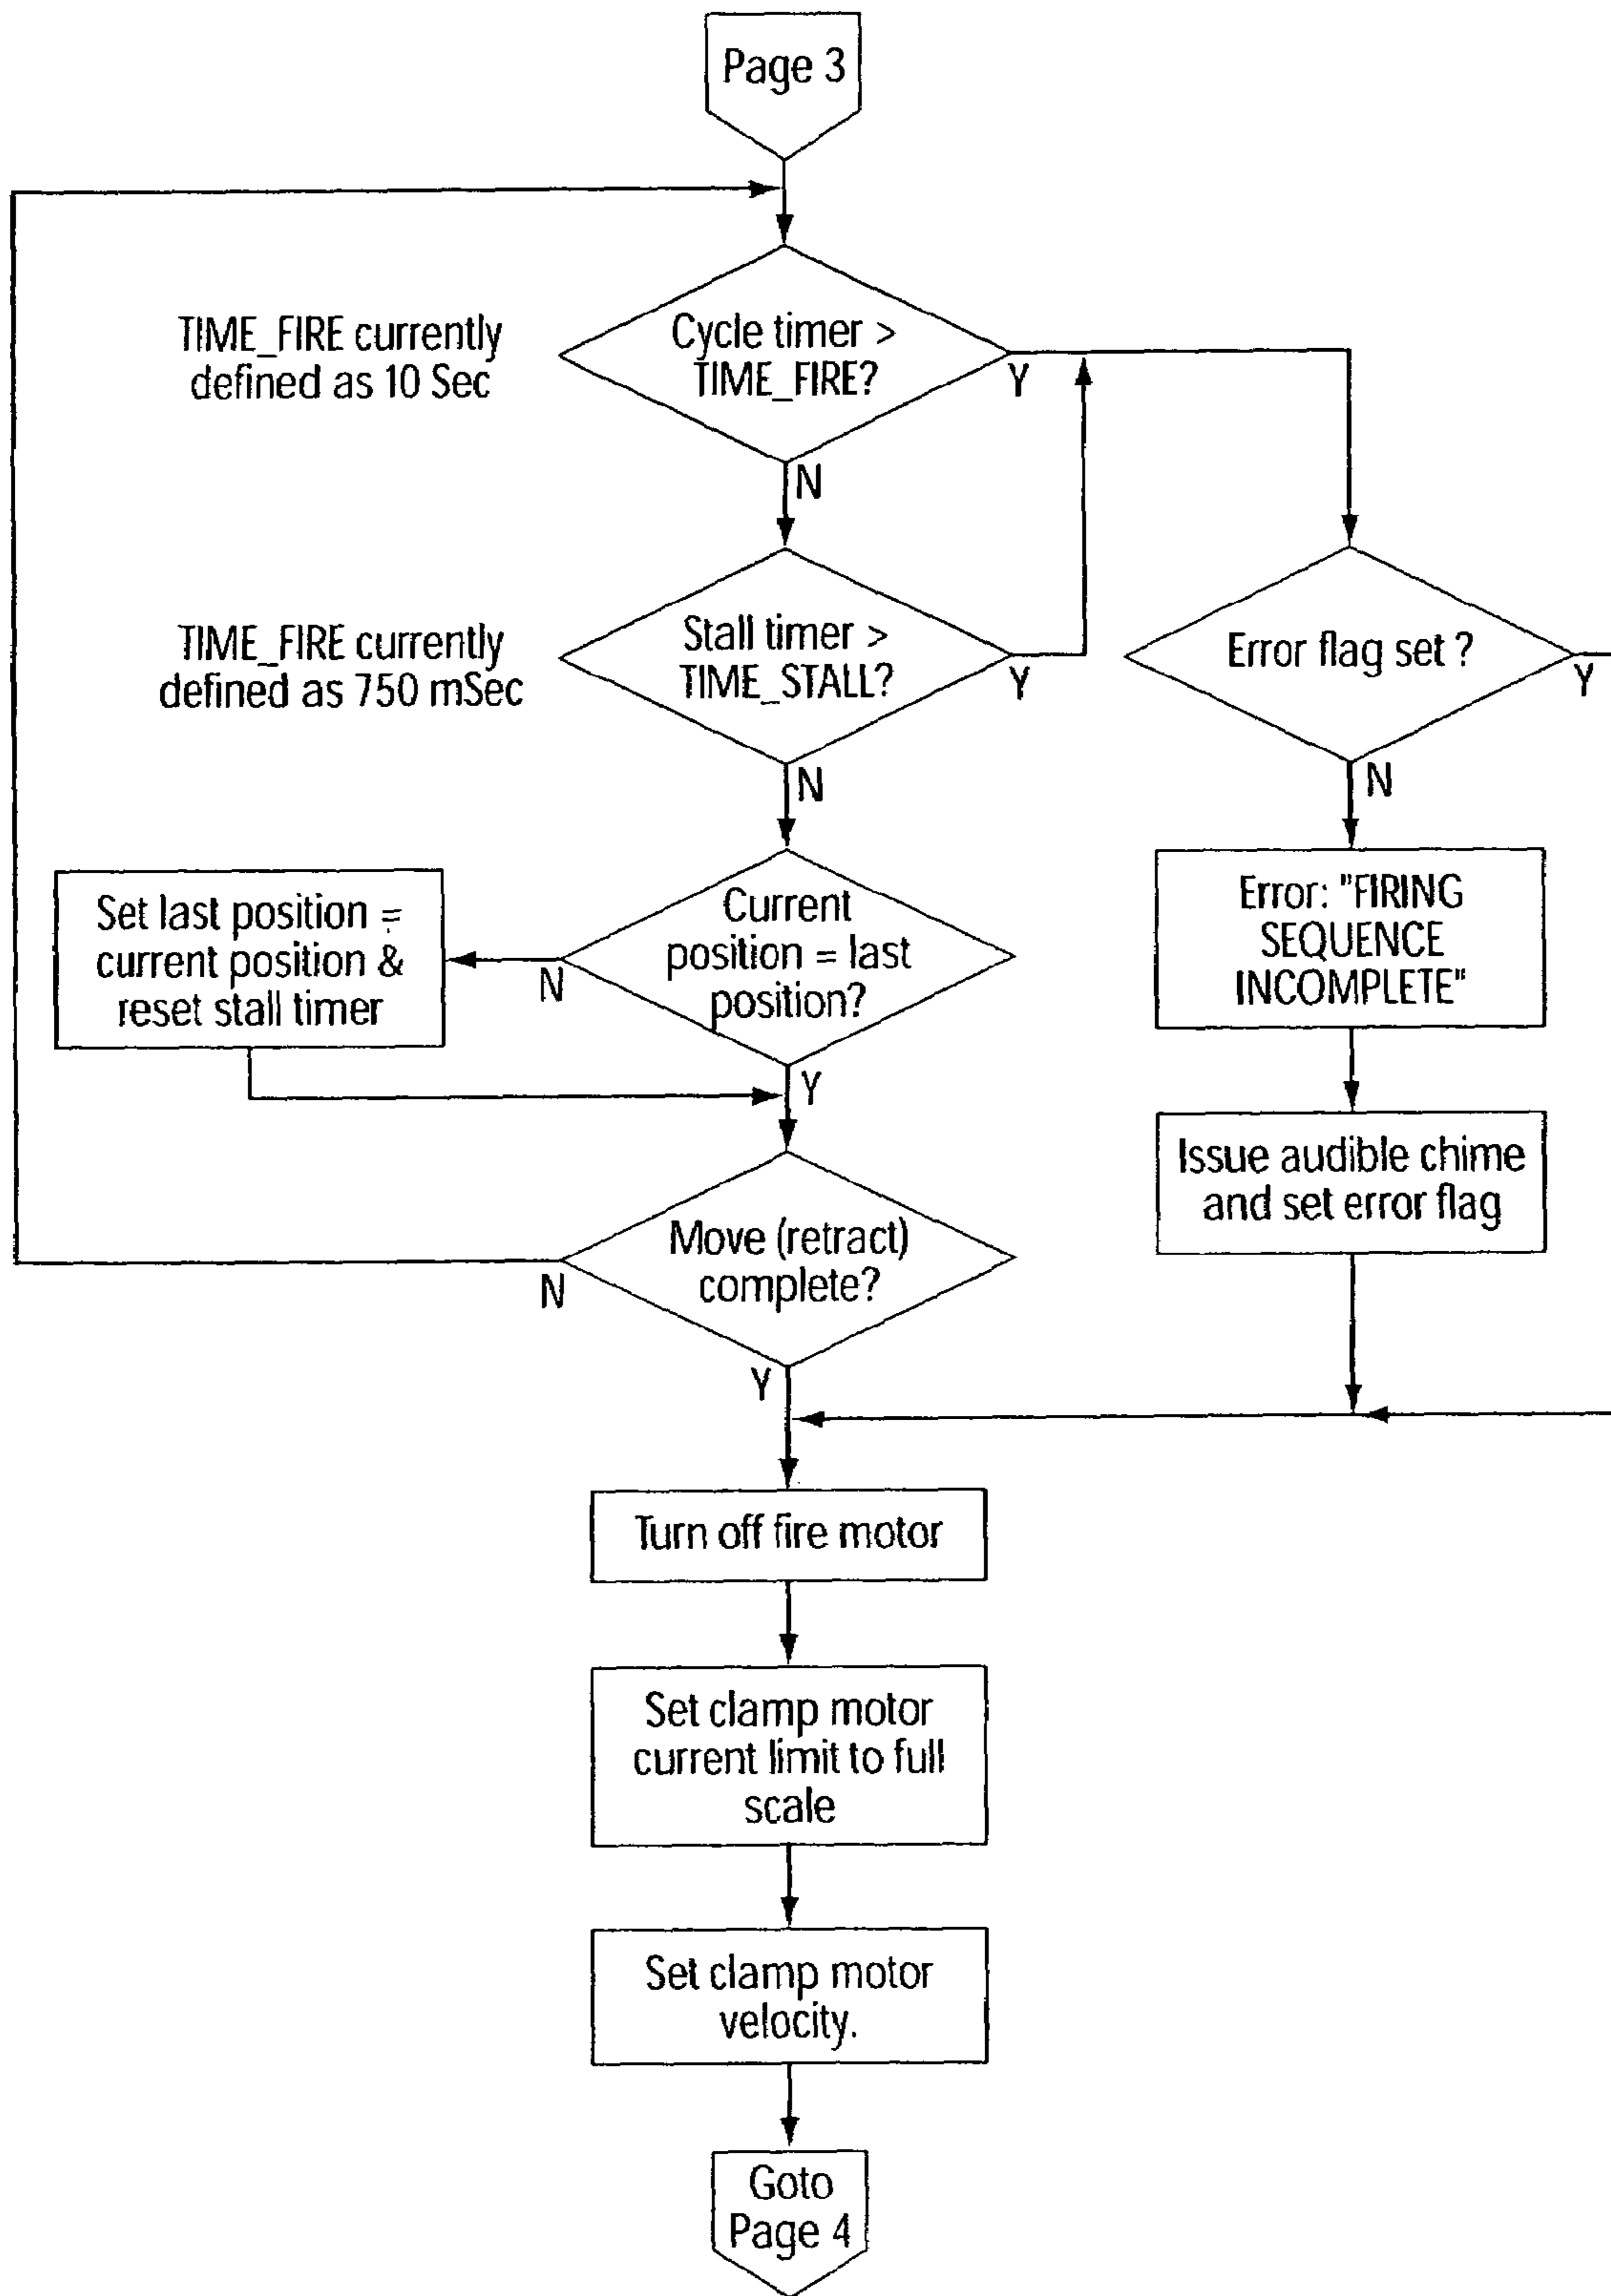 Page 3
TIME_FIRE currently
defined as 10 Sec
Cycle timer >
TIME_FIRE?
Y
N
TIME_FIRE currently
defined as 750 mSec
Stall timer >
TIME_STALL?
Y
N
Error flag set ?
Y
N
Set last position =
current position &
reset stall timer
N
Current
position = last
position?
Y
Error: "FIRING
SEQUENCE
INCOMPLETE"
Issue audible chime
and set error flag
N
Move (retract)
complete?
Y
Turn off fire motor
Set clamp motor
current limit to full
scale
Set clamp motor
velocity.
Goto
Page 4